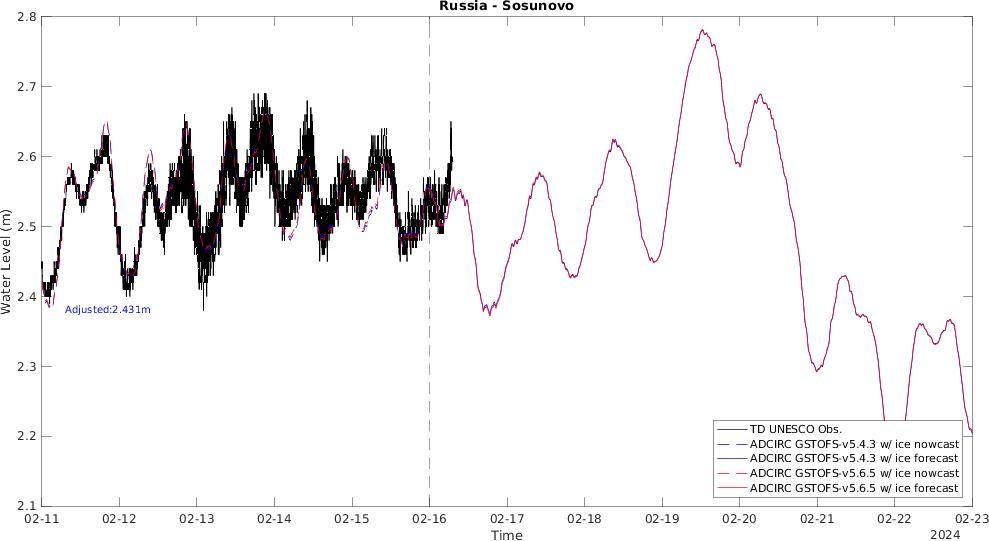 Russia - Sosunovo
Water Level (m)
2.8
2.7
2.6
2.5
2.4
2.3
2.2
2.1
Adjusted:2.431m
TD UNESCO Obs.
ADCIRC GSTOFS-v5.4.3 w/ ice nowcast
ADCIRC GSTOFS-v5.4.3 w/ ice forecast
ADCIRC GSTOFS-v5.6.5 w/ ice nowcast
ADCIRC GSTOFS-v5.6.5 w/ ice forecast
02-11 02-12 02-13 02-14 02-15 02-16 02-17 02-18 02-19 02-20 02-21 02-22 02-23
Time
2024